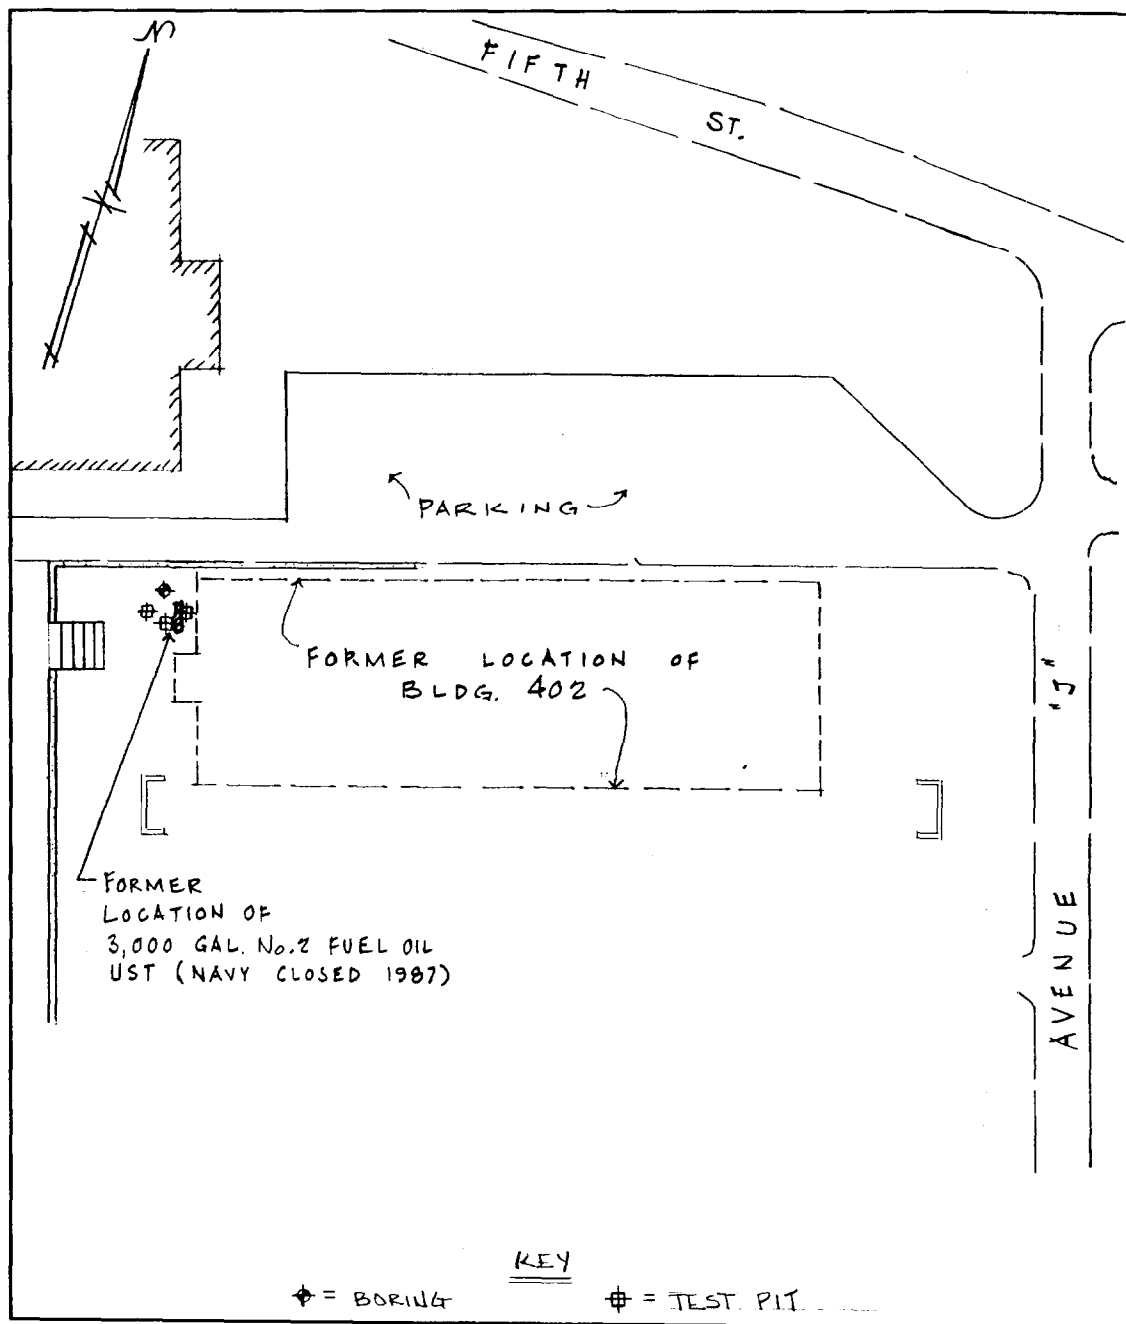 N
FIFTH
ST.
PARKING
FORMER LOCATION OF
BLDG. 402
"J"
AVENUE
FORMER
LOCATION OF
3,000 GAL. No.2 FUEL OIL
UST (NAVY CLOSED 1987)
KEY
= BORING
= TEST PIT